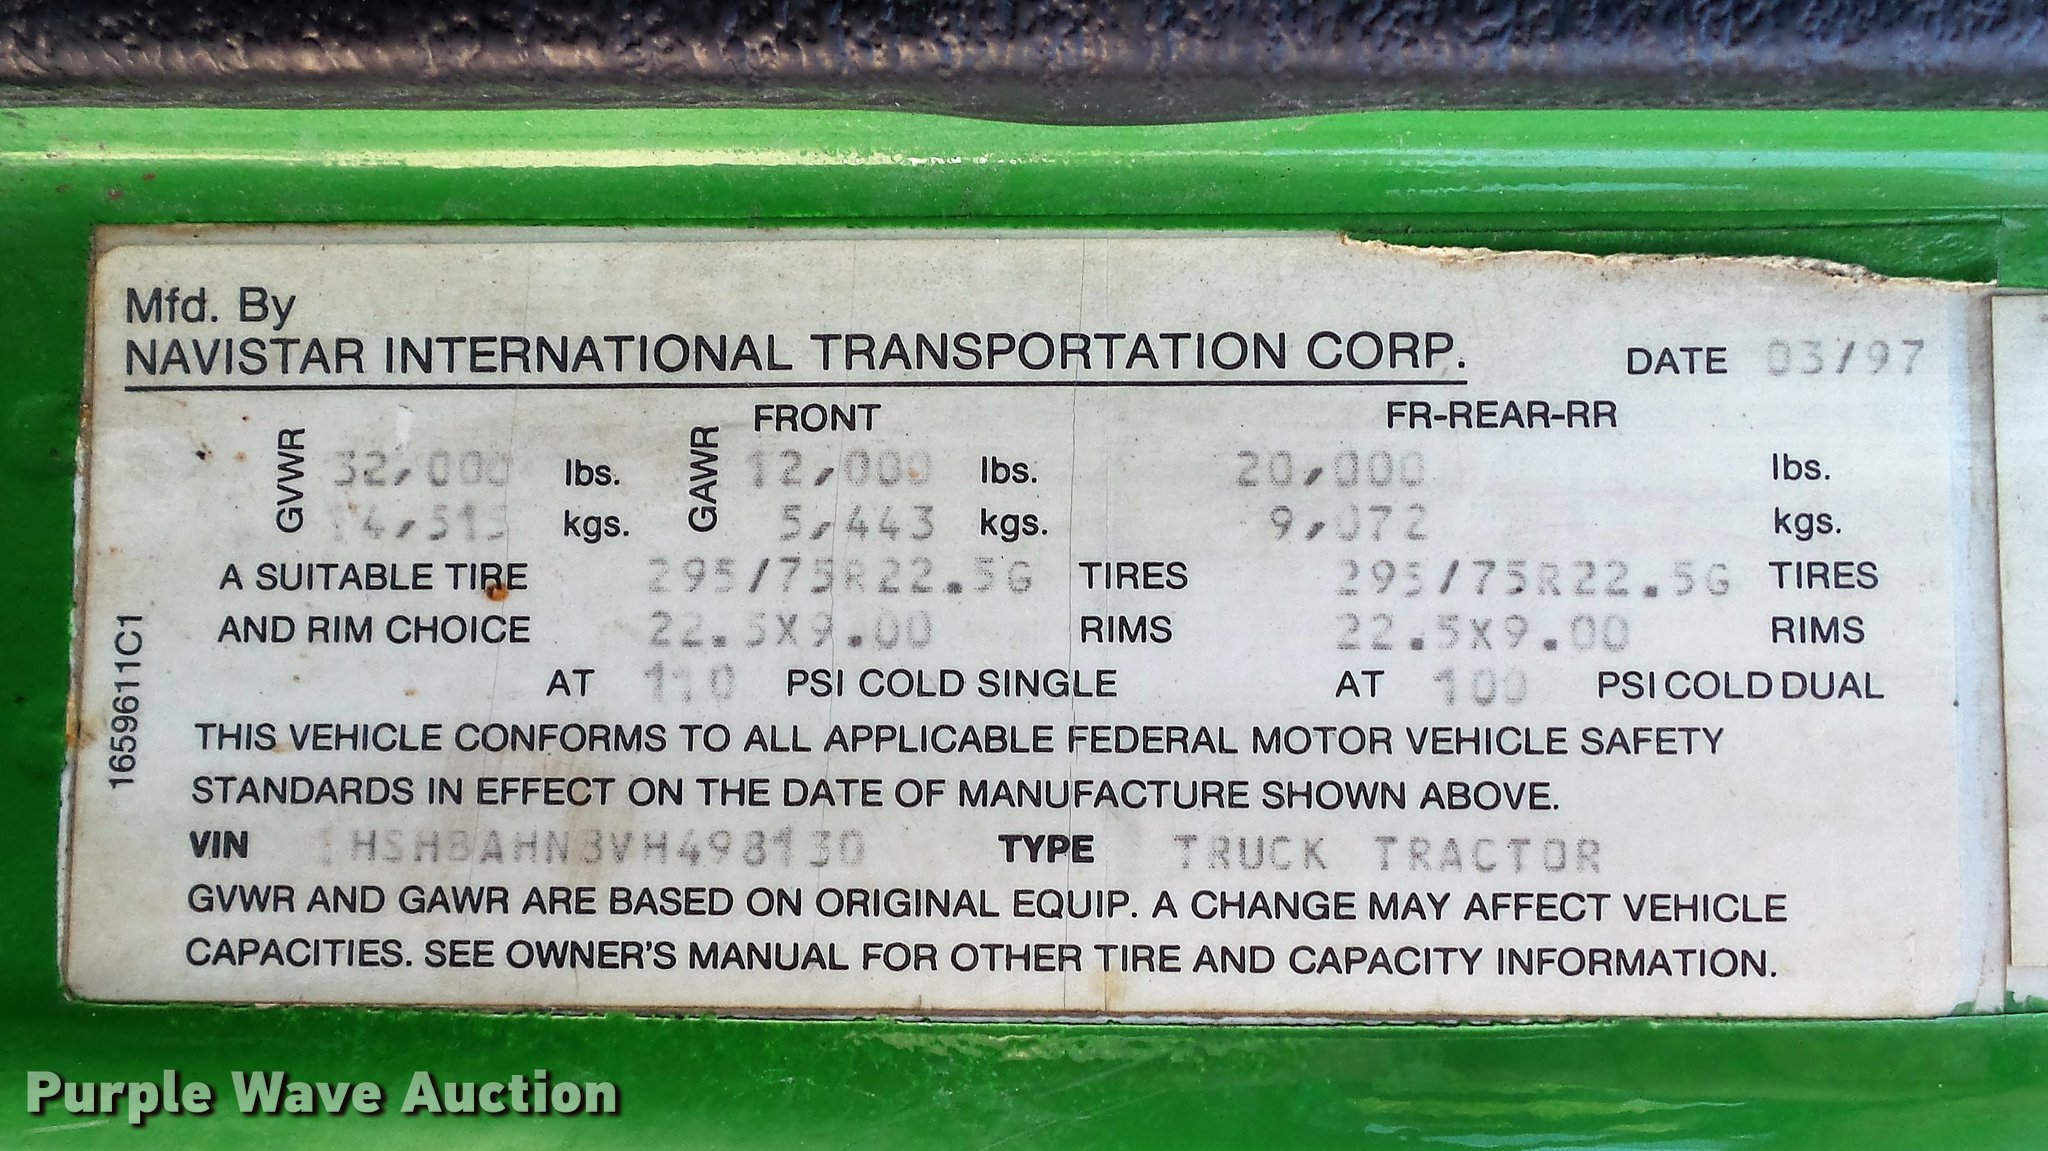 Mfd. By
NAVISTAR INTERNATIONAL TRANSPORTATION CORP. DATE 03/97
FRONT FR-REAR-RR
GVWR 32,000 lbs. GAWR 12,000 lbs. 20,000 lbs.
14,515 kgs. 5,443 kgs. 9,072 kgs.
A SUITABLE TIRE 295/75R22.5G TIRES 295/75R22.5G TIRES
AND RIM CHOICE 22.5X9.00 RIMS 22.5X9.00 RIMS
AT 110 PSI COLD SINGLE AT 100 PSI COLD DUAL
THIS VEHICLE CONFORMS TO ALL APPLICABLE FEDERAL MOTOR VEHICLE SAFETY
STANDARDS IN EFFECT ON THE DATE OF MANUFACTURE SHOWN ABOVE.
VIN 1HSHBAHN8VH498130 TYPE TRUCK TRACTOR
GVWR AND GAWR ARE BASED ON ORIGINAL EQUIP. A CHANGE MAY AFFECT VEHICLE
CAPACITIES. SEE OWNER'S MANUAL FOR OTHER TIRE AND CAPACITY INFORMATION.
1659611C1
Purple Wave Auction